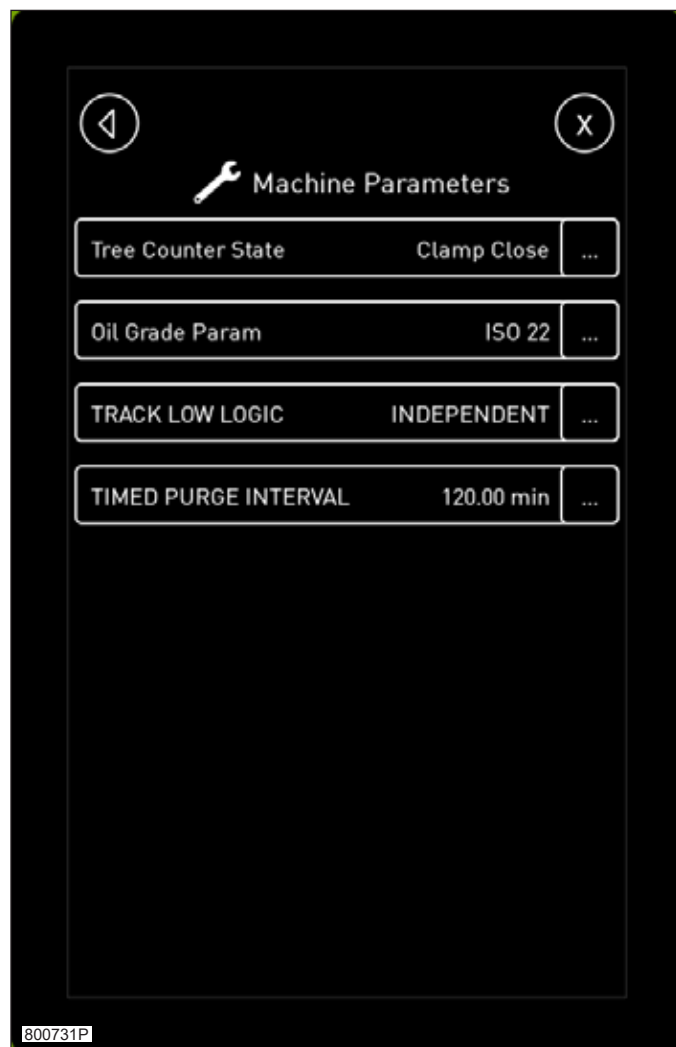 X
Machine Parameters
Tree Counter State Clamp Close ...
Oil Grade Param ISO 22 ...
TRACK LOW LOGIC INDEPENDENT ...
TIMED PURGE INTERVAL 120.00 min ...
800731P